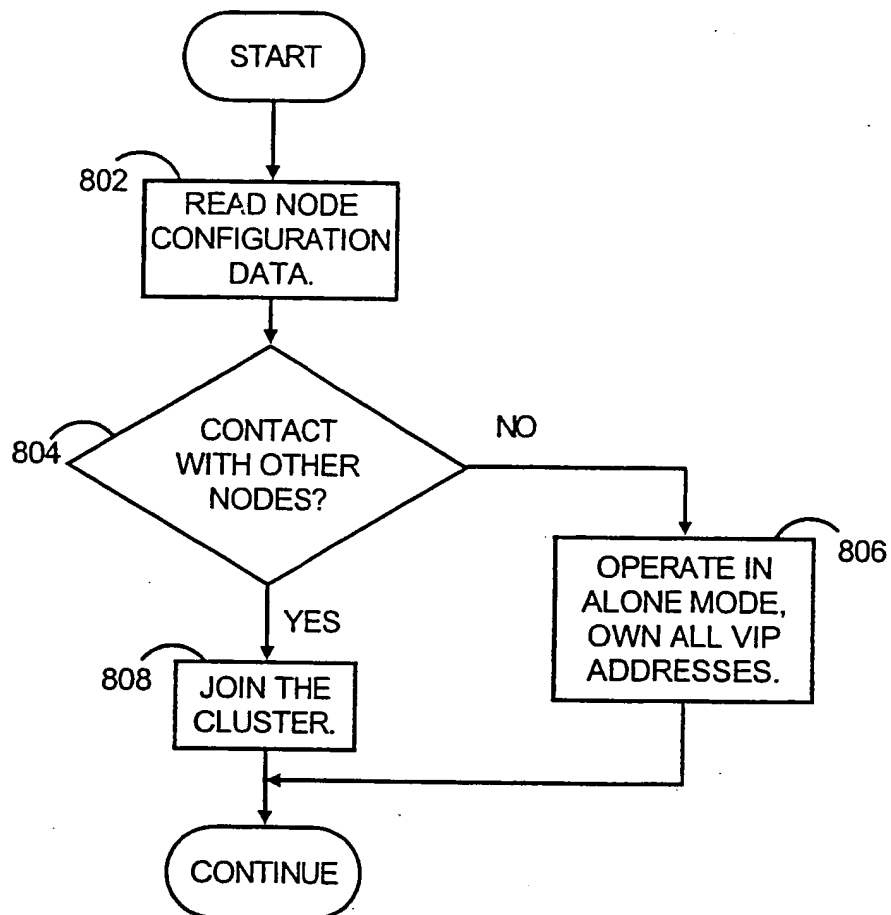 START
802
READ NODE
CONFIGURATION
DATA.
804
CONTACT
WITH OTHER
NODES?
NO
806
OPERATE IN
ALONE MODE,
OWN ALL VIP
ADDRESSES.
YES
808
JOIN THE
CLUSTER.
CONTINUE